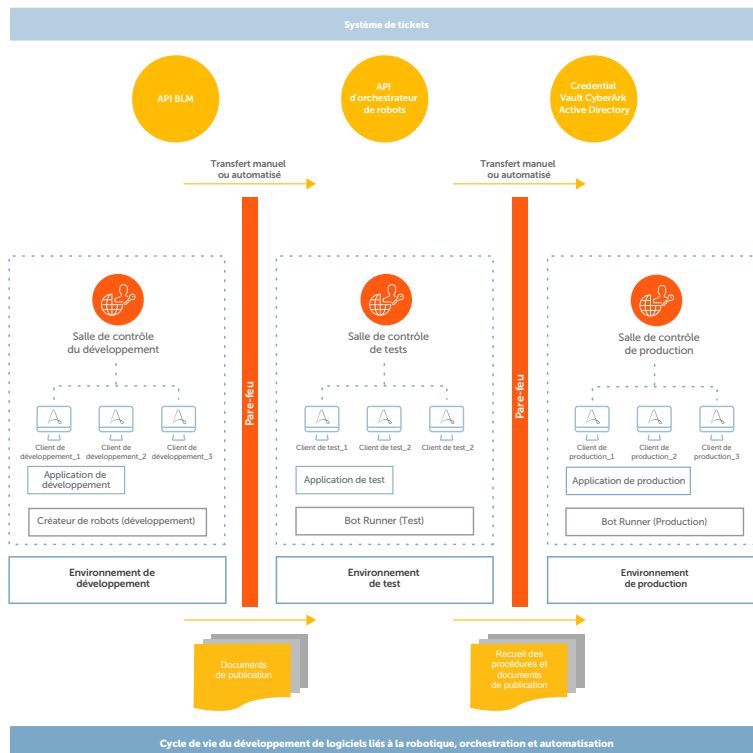 Système de tickets
API BLM
API
d'orchestrateur
de robots
Credential
Vault CyberArk
Active Directory
Transfert manuel
ou automatisé
Transfert manuel
ou automatisé
Salle de contrôle
du développement
Client de
développement_1
Client de
développement_2
Client de
développement_3
Application de
développement
Créateur de robots (développement)
Environnement de
développement
Pare-feu
Salle de contrôle
de tests
Client de test_1
Client de test_2
Client de test_2
Application de test
Bot Runner (Test)
Environnement
de test
Pare-feu
Salle de contrôle
de production
Client de
production_1
Client de
production_2
Client de
production_3
Application de production
Bot Runner (Production)
Environnement
de production
Documents
de publication
Recueil des
procédures et
documents
de publication
Cycle de vie du développement de logiciels liés à la robotique, orchestration et automatisation